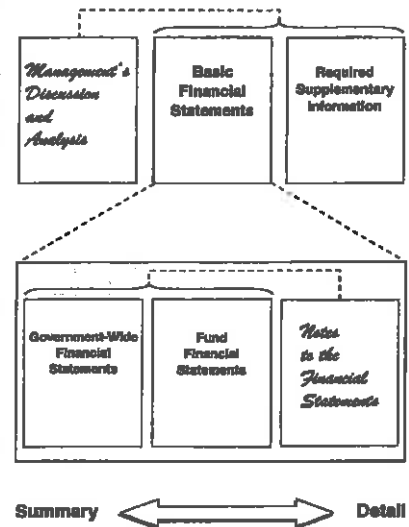 Management's
Discussion
and
Analysis
Basic
Financial
Statements
Required
Supplementary
Information
Government-Wide
Financial
Statements
Fund
Financial
Statements
Notes
to the
Financial
Statements
Summary
Detail